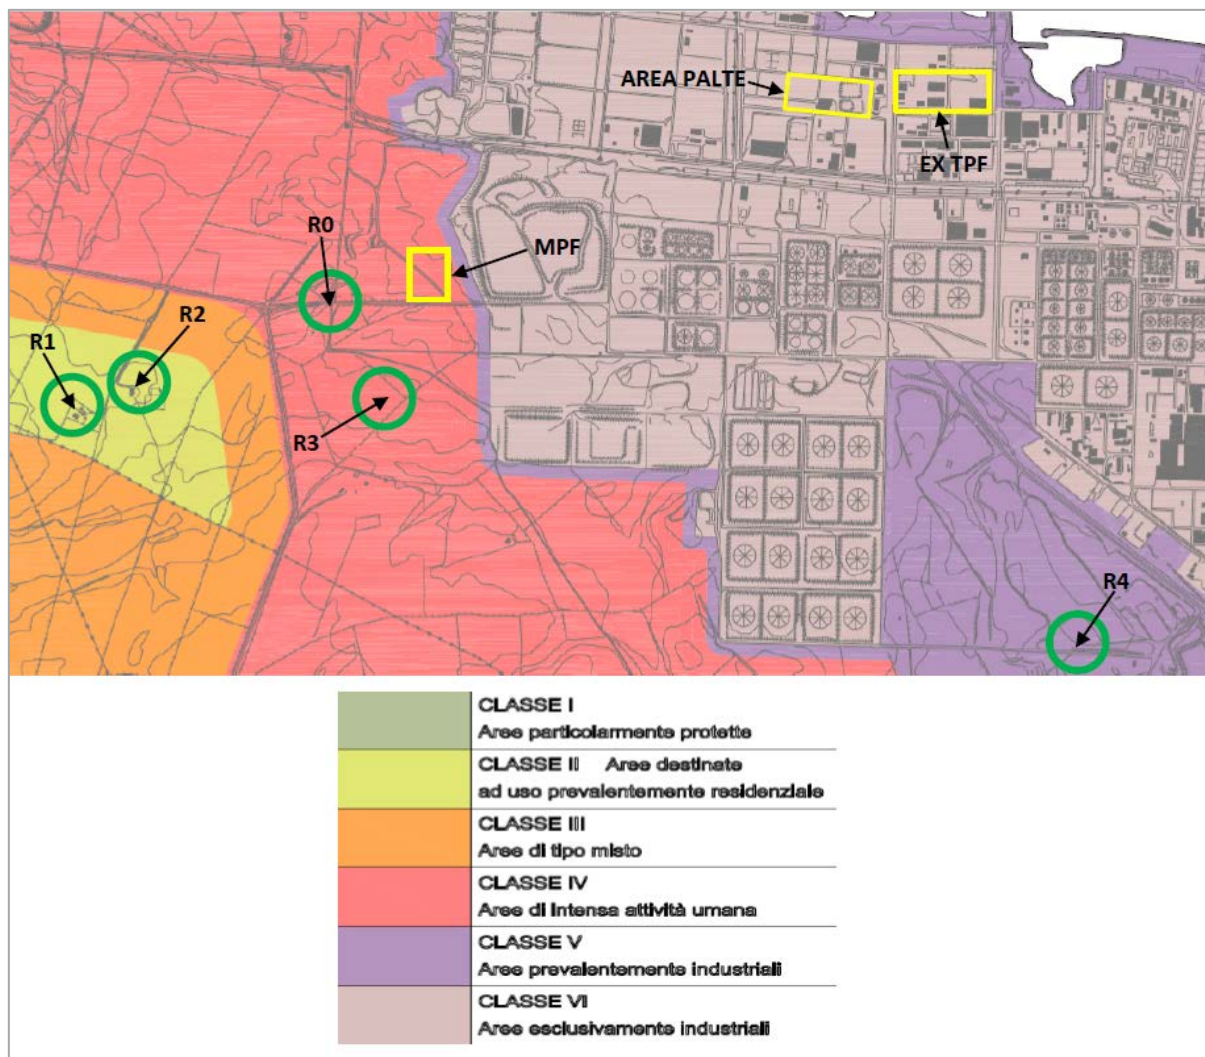 AREA PALTE
EX TPF
R0
MPF
R2
R1
R3
R4
CLASSE I
Aree particolarmente protette
CLASSE II Aree destinate
ad uso prevalentemente residenziale
CLASSE III
Aree di tipo misto
CLASSE IV
Aree di intensa attività umana
CLASSE V
Aree prevalentemente industriali
CLASSE VI
Aree esclusivamente industriali